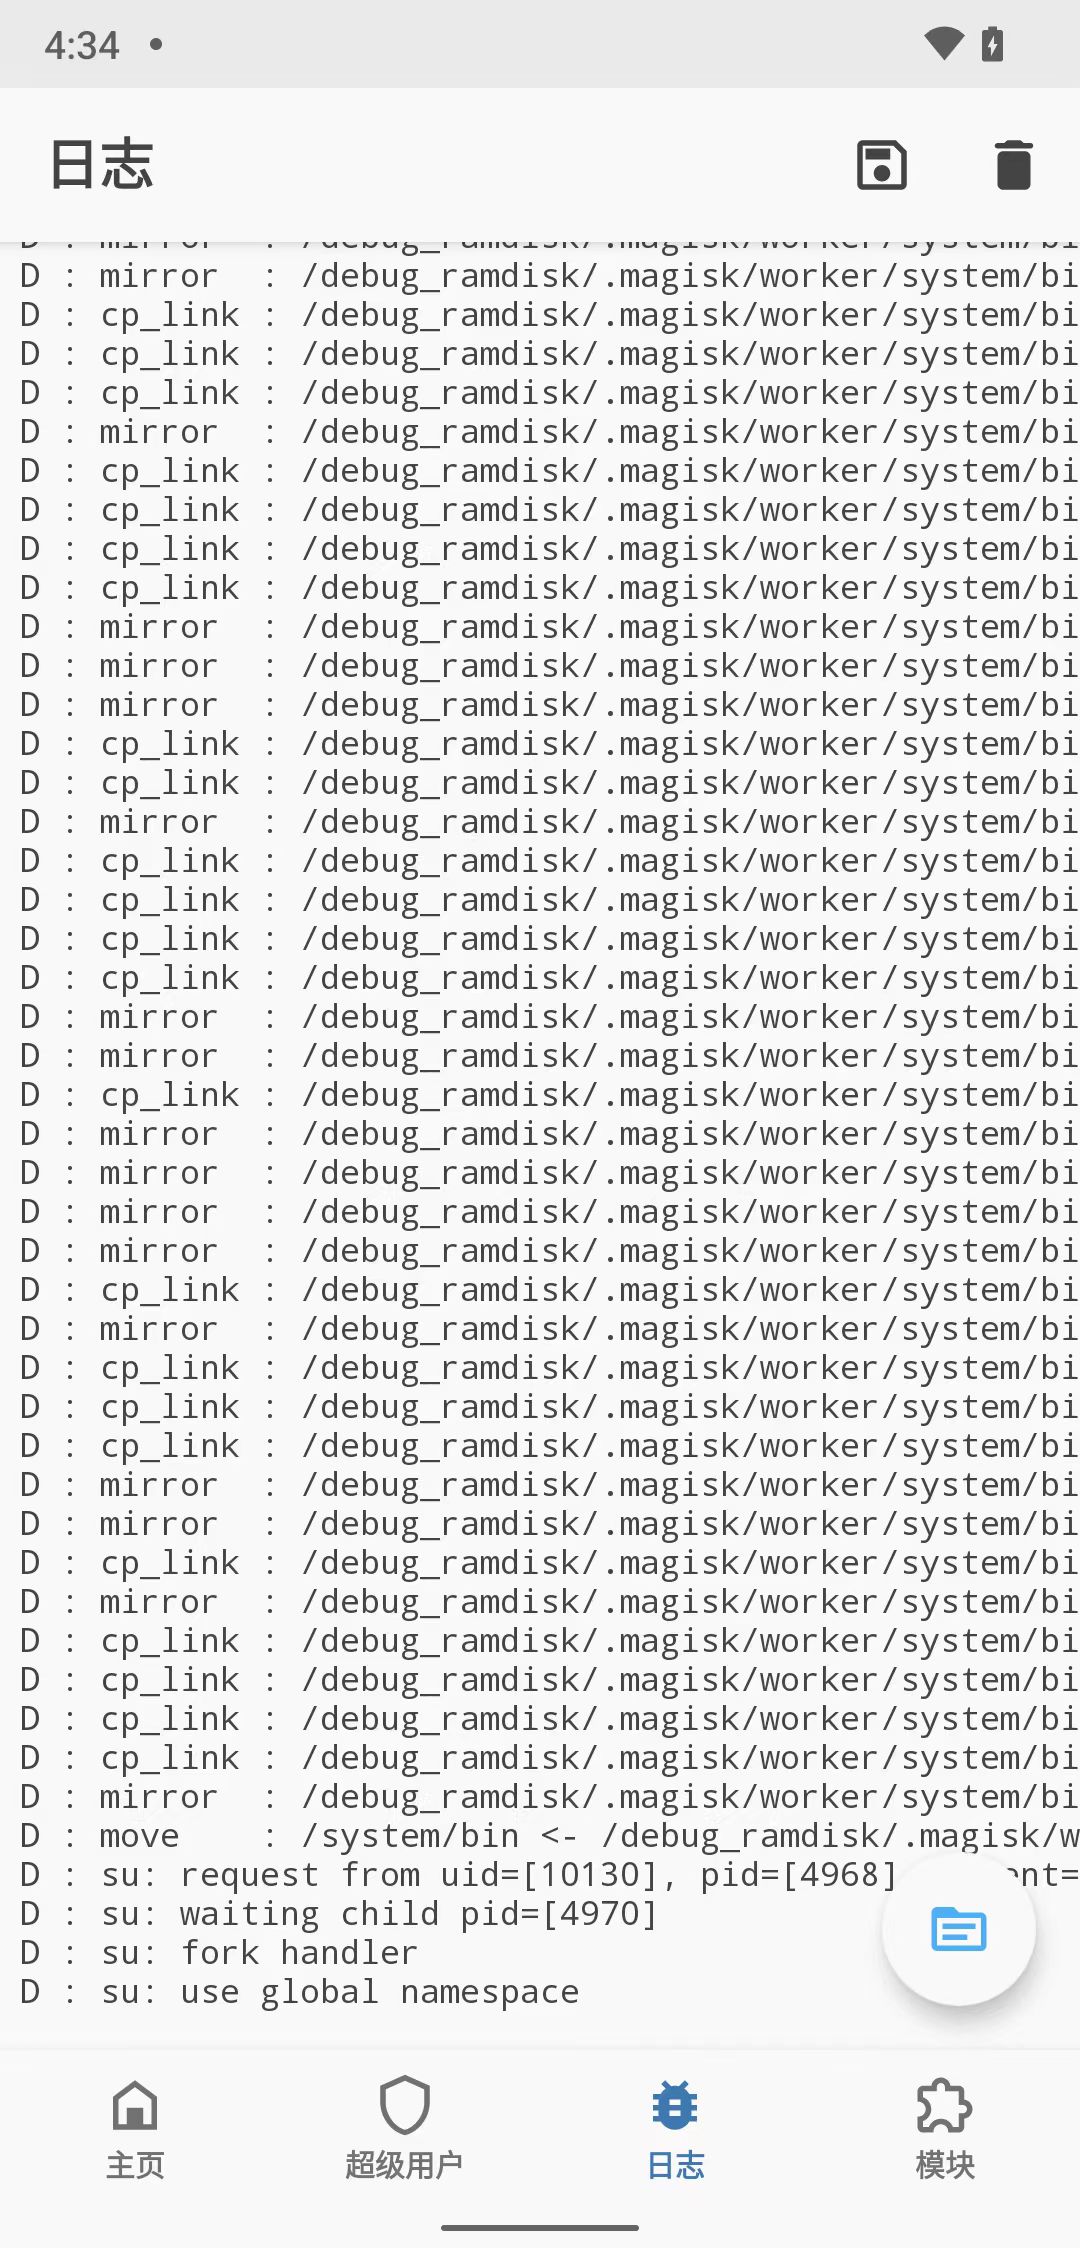 4:34
日志
D : mirror   : /debug_ramdisk/.magisk/worker/system/bi
D : mirror   : /debug_ramdisk/.magisk/worker/system/bi
D : cp_link : /debug_ramdisk/.magisk/worker/system/bi
D : cp_link : /debug_ramdisk/.magisk/worker/system/bi
D : cp_link : /debug_ramdisk/.magisk/worker/system/bi
D : mirror   : /debug_ramdisk/.magisk/worker/system/bi
D : cp_link : /debug_ramdisk/.magisk/worker/system/bi
D : cp_link : /debug_ramdisk/.magisk/worker/system/bi
D : cp_link : /debug_ramdisk/.magisk/worker/system/bi
D : cp_link : /debug_ramdisk/.magisk/worker/system/bi
D : mirror   : /debug_ramdisk/.magisk/worker/system/bi
D : mirror   : /debug_ramdisk/.magisk/worker/system/bi
D : mirror   : /debug_ramdisk/.magisk/worker/system/bi
D : cp_link : /debug_ramdisk/.magisk/worker/system/bi
D : cp_link : /debug_ramdisk/.magisk/worker/system/bi
D : mirror   : /debug_ramdisk/.magisk/worker/system/bi
D : cp_link : /debug_ramdisk/.magisk/worker/system/bi
D : cp_link : /debug_ramdisk/.magisk/worker/system/bi
D : cp_link : /debug_ramdisk/.magisk/worker/system/bi
D : cp_link : /debug_ramdisk/.magisk/worker/system/bi
D : mirror   : /debug_ramdisk/.magisk/worker/system/bi
D : mirror   : /debug_ramdisk/.magisk/worker/system/bi
D : cp_link : /debug_ramdisk/.magisk/worker/system/bi
D : mirror   : /debug_ramdisk/.magisk/worker/system/bi
D : mirror   : /debug_ramdisk/.magisk/worker/system/bi
D : mirror   : /debug_ramdisk/.magisk/worker/system/bi
D : mirror   : /debug_ramdisk/.magisk/worker/system/bi
D : cp_link : /debug_ramdisk/.magisk/worker/system/bi
D : mirror   : /debug_ramdisk/.magisk/worker/system/bi
D : cp_link : /debug_ramdisk/.magisk/worker/system/bi
D : cp_link : /debug_ramdisk/.magisk/worker/system/bi
D : cp_link : /debug_ramdisk/.magisk/worker/system/bi
D : mirror   : /debug_ramdisk/.magisk/worker/system/bi
D : mirror   : /debug_ramdisk/.magisk/worker/system/bi
D : cp_link : /debug_ramdisk/.magisk/worker/system/bi
D : mirror   : /debug_ramdisk/.magisk/worker/system/bi
D : cp_link : /debug_ramdisk/.magisk/worker/system/bi
D : cp_link : /debug_ramdisk/.magisk/worker/system/bi
D : cp_link : /debug_ramdisk/.magisk/worker/system/bi
D : cp_link : /debug_ramdisk/.magisk/worker/system/bi
D : mirror   : /debug_ramdisk/.magisk/worker/system/bi
D : move     : /system/bin <- /debug_ramdisk/.magisk/w
D : su: request from uid=[10130], pid=[4968] ent=
D : su: waiting child pid=[4970]
D : su: fork handler
D : su: use global namespace
主页
超级用户
日志
模块